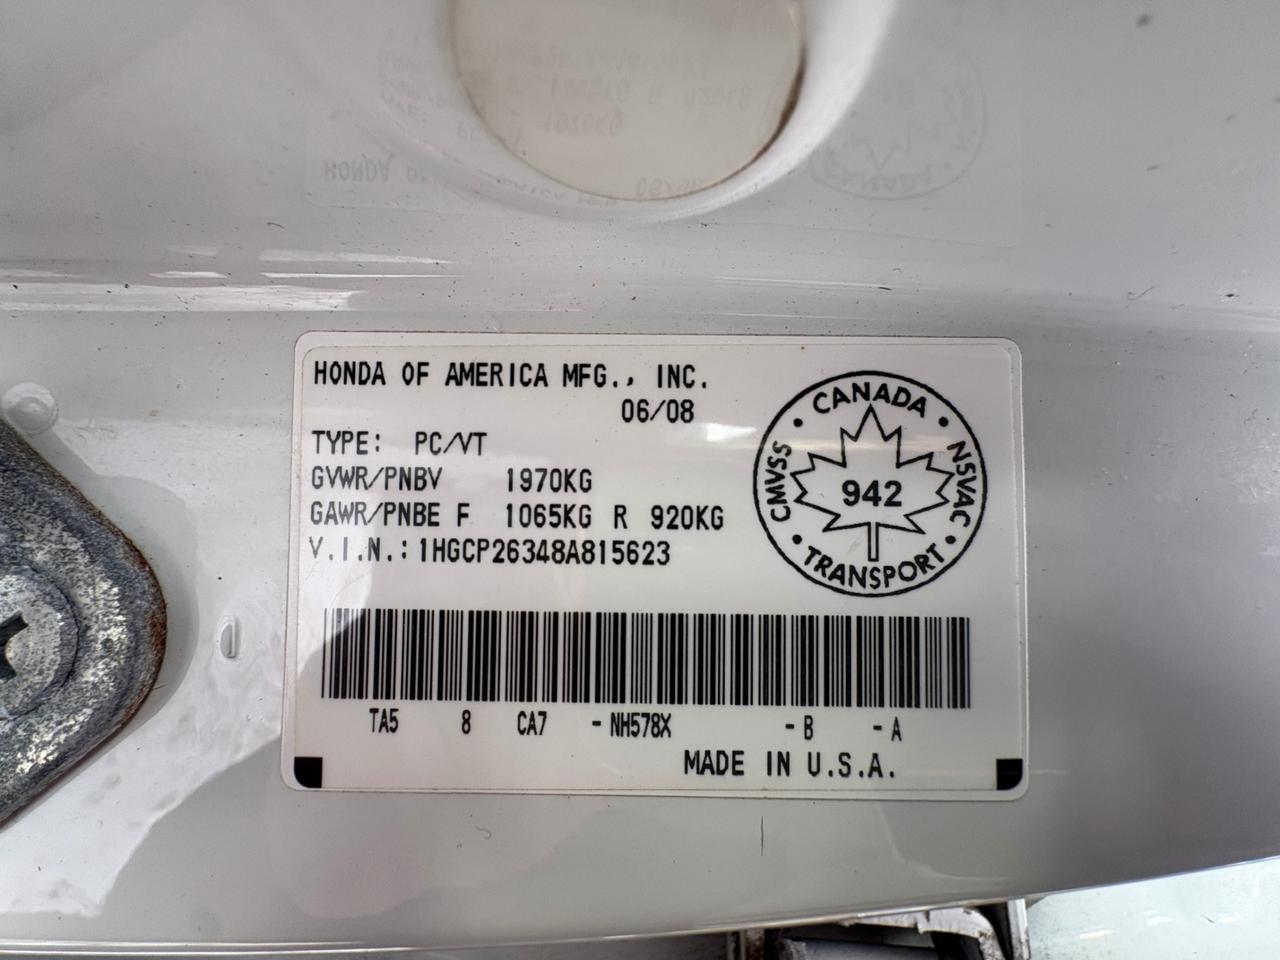 HONDA OF AMERICA MFG., INC.
06/08
TYPE: PC/VT
GVWR/PNBV 1970KG
GAWR/PNBE F 1065KG R 920KG
V.I.N.: 1HGCP26348A815623
CANADA
CMVSS
NSVAC
942
TRANSPORT
TA5 8 CA7 -NH578X -B -A
MADE IN U.S.A.